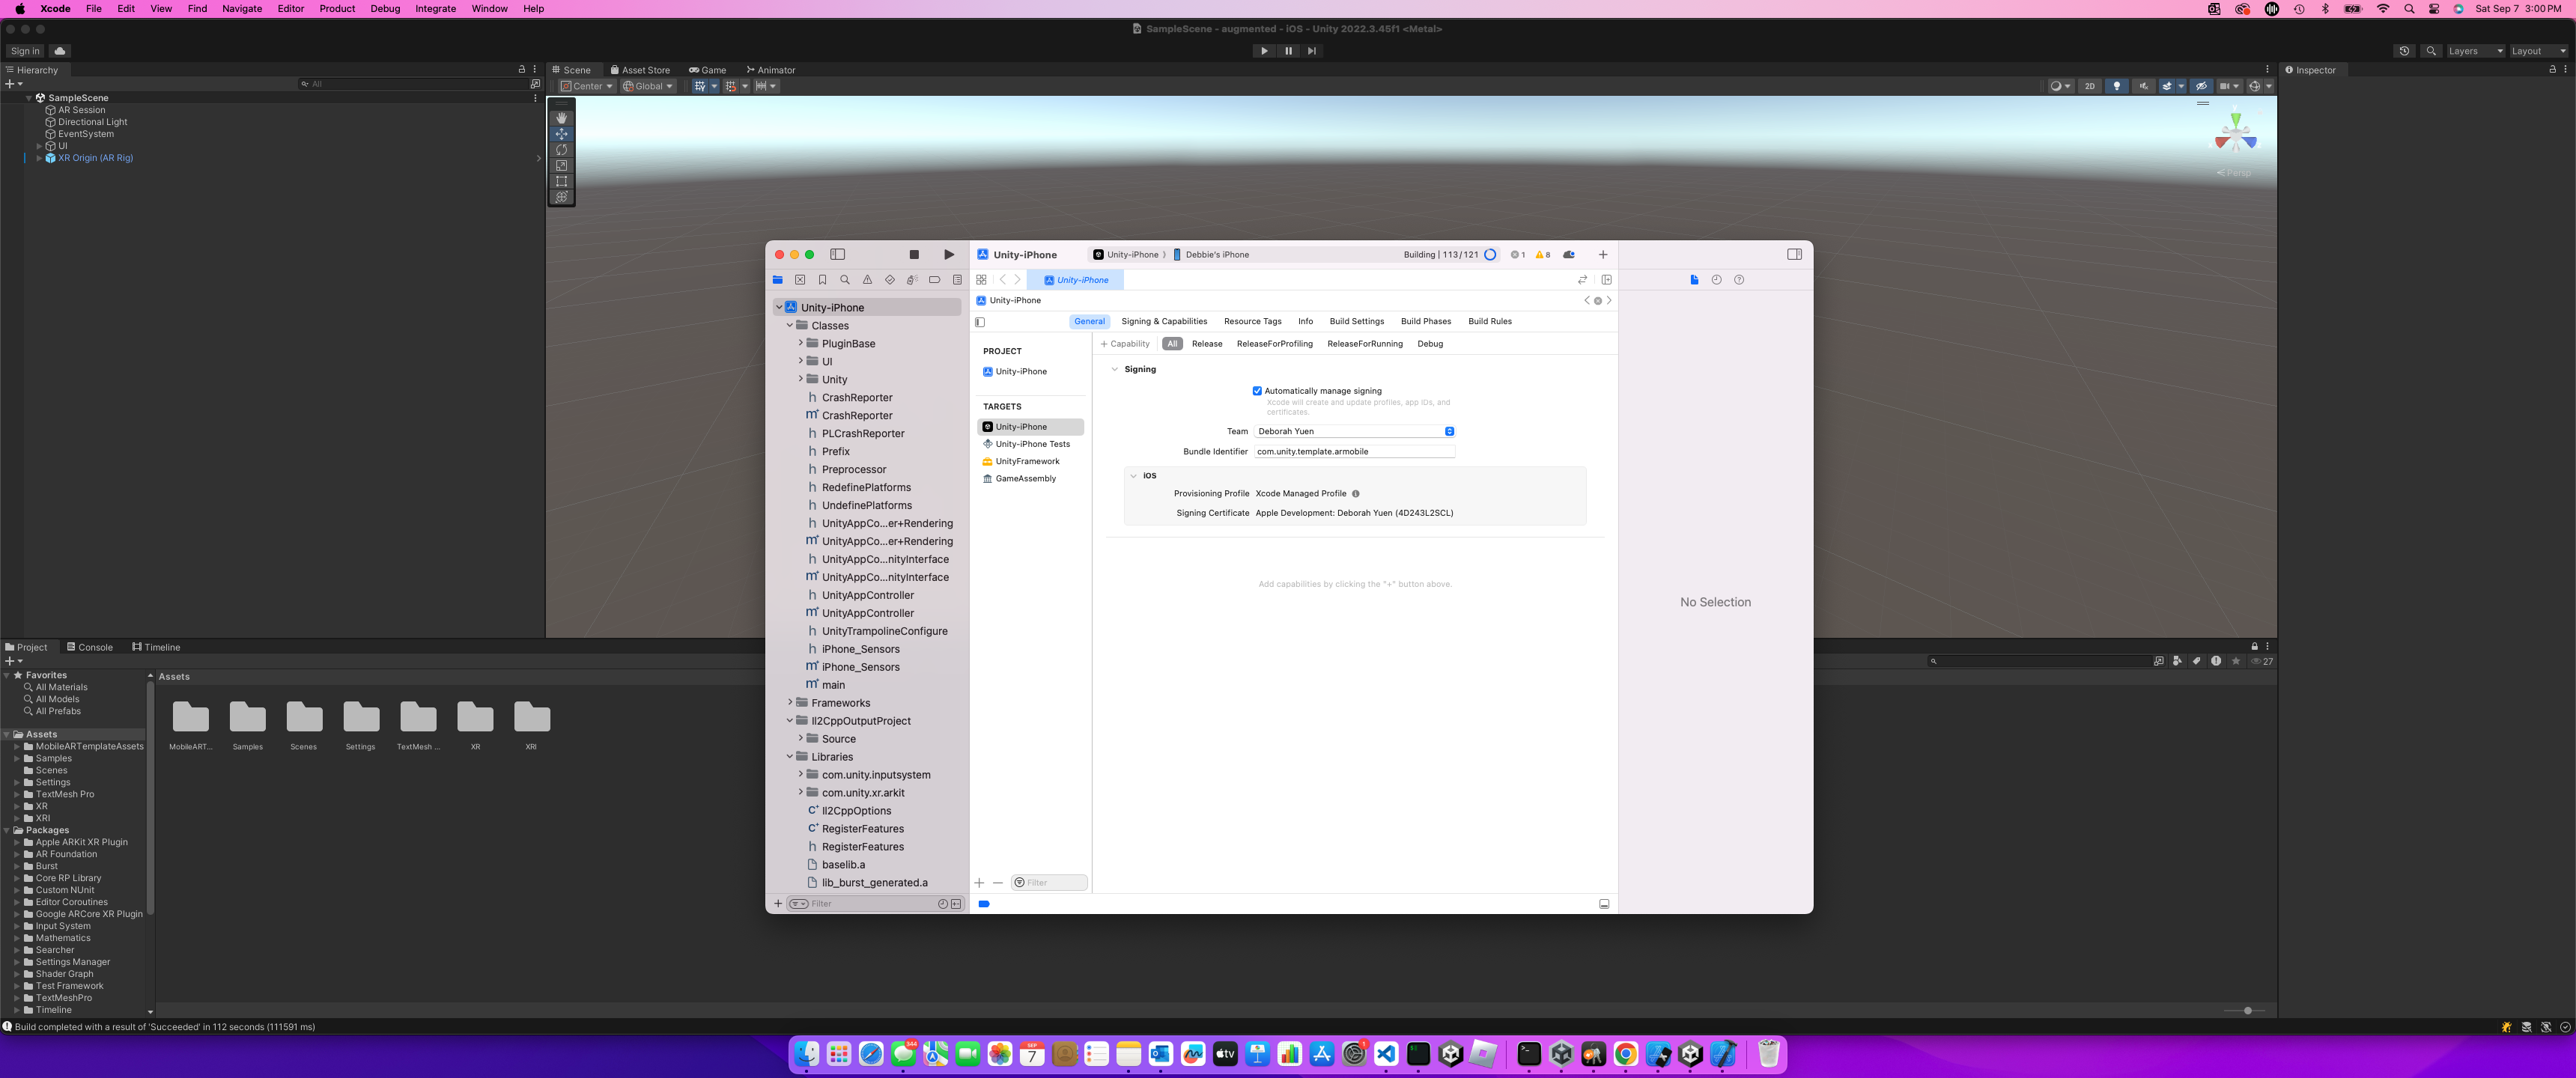 Xcode File Edit View Find Navigate Editor Product Debug Integrate Window Help
Sat Sep 7 3:00 PM
SampleScene - augmented - iOS - Unity 2022.3.45f1 <Metal>
Sign in
Layers
Layout
Hierarchy
Scene
Asset Store
Game
Animator
Inspector
All
Center
Global
2D
SampleScene
AR Session
Directional Light
EventSystem
UI
XR Origin (AR Rig)
Persp
Unity-iPhone
Unity-iPhone
Debbie's iPhone
Building | 113/121
1
8
Unity-iPhone
Unity-iPhone
General
Signing & Capabilities
Resource Tags
Info
Build Settings
Build Phases
Build Rules
Capability
All
Release
ReleaseForProfiling
ReleaseForRunning
Debug
Unity-iPhone
Classes
PluginBase
UI
Unity
CrashReporter
CrashReporter
PLCrashReporter
Prefix
Preprocessor
RedefinePlatforms
UndefinePlatforms
UnityAppCo...er+Rendering
UnityAppCo...er+Rendering
UnityAppCo...nityInterface
UnityAppCo...nityInterface
UnityAppController
UnityAppController
UnityTrampolineConfigure
iPhone_Sensors
iPhone_Sensors
main
Frameworks
Il2CppOutputProject
Source
Libraries
com.unity.inputsystem
com.unity.xr.arkit
Il2CppOptions
RegisterFeatures
RegisterFeatures
baselib.a
lib_burst_generated.a
Filter
PROJECT
Unity-iPhone
TARGETS
Unity-iPhone
Unity-iPhone Tests
UnityFramework
GameAssembly
Filter
Signing
Automatically manage signing
Xcode will create and update profiles, app IDs, and
certificates.
Team
Deborah Yuen
Bundle Identifier
com.unity.template.armobile
iOS
Provisioning Profile
Xcode Managed Profile
Signing Certificate
Apple Development: Deborah Yuen (4D243L2SCL)
Add capabilities by clicking the "+" button above.
No Selection
Project
Console
Timeline
27
Favorites
All Materials
All Models
All Prefabs
Assets
MobileARTemplateAssets
Samples
Scenes
Settings
TextMesh Pro
XR
XRI
Packages
Apple ARKit XR Plugin
AR Foundation
Burst
Core RP Library
Custom NUnit
Editor Coroutines
Google ARCore XR Plugin
Input System
Mathematics
Searcher
Settings Manager
Shader Graph
Test Framework
TextMeshPro
Timeline
Assets
MobileART...
Samples
Scenes
Settings
TextMesh ...
XR
XRI
Build completed with a result of 'Succeeded' in 112 seconds (111591 ms)
344
SEP
7
tv
1